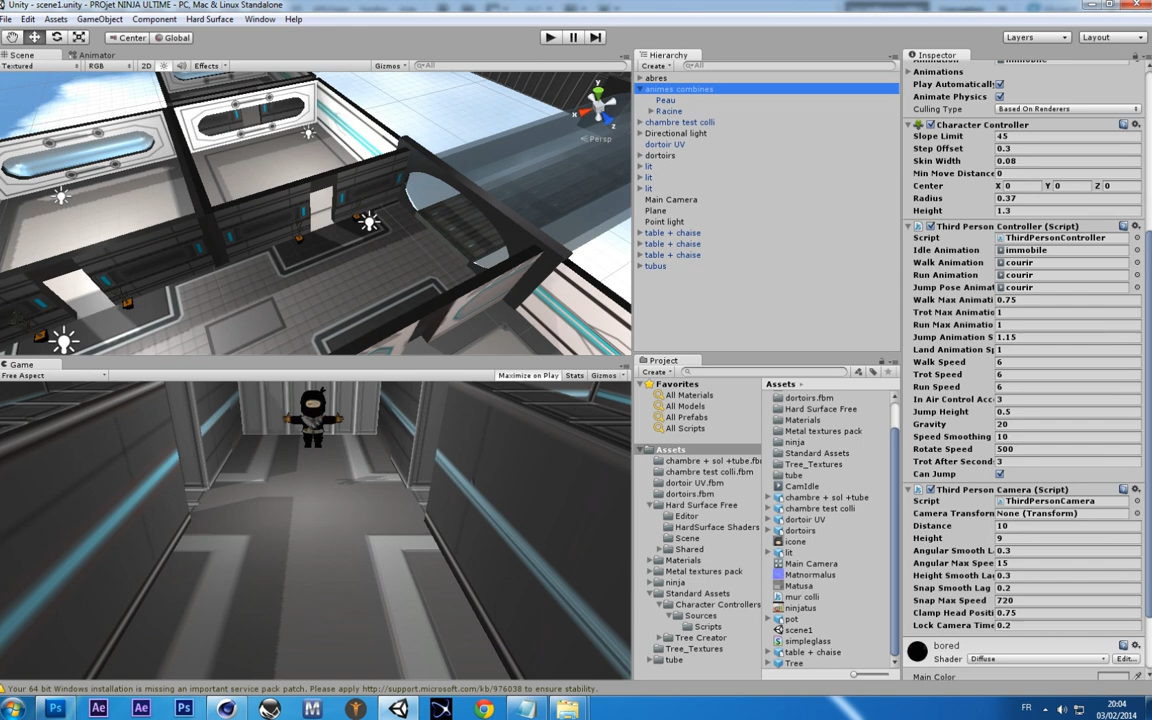 Unity - scene1.unity - PROjet NINJA ULTIME - PC, Mac & Linux Standalone
File Edit Assets GameObject Component Hard Surface Window Help
Center Global Layers Layout
Scene Animator
Textured RGB 2D Effects Gizmos All
y x z
Persp
Game
Free Aspect Maximize on Play Stats Gizmos
Hierarchy
Create All
abres
animes combines
Peau
Racine
chambre test colli
Directional light
dortoir UV
dortoirs
lit
lit
lit
Main Camera
Plane
Point light
table + chaise
table + chaise
table + chaise
tubus
Project
Create
Favorites
All Materials
All Models
All Prefabs
All Scripts
Assets
chambre + sol +tube.fbm
chambre test colli.fbm
dortoir UV.fbm
dortoirs.fbm
Hard Surface Free
Editor
HardSurface Shaders
Scene
Shared
Materials
Metal textures pack
ninja
Standard Assets
Character Controllers
Sources
Scripts
Tree Creator
Tree_Textures
tube
Assets
dortoirs.fbm
Hard Surface Free
Materials
Metal textures pack
ninja
Standard Assets
Tree_Textures
tube
CamIdle
chambre + sol +tube
chambre test colli
dortoir UV
dortoirs
icone
lit
Main Camera
Matnormalus
Matusa
mur colli
ninjatus
pot
scene1
simpleglass
table + chaise
Tree
Inspector
Animation immobile
Animations
Play Automatically
Animate Physics
Culling Type Based On Renderers
Character Controller
Slope Limit 45
Step Offset 0.3
Skin Width 0.08
Min Move Distance 0
Center X 0 Y 0 Z 0
Radius 0.37
Height 1.3
Third Person Controller (Script)
Script ThirdPersonController
Idle Animation immobile
Walk Animation courir
Run Animation courir
Jump Pose Animat courir
Walk Max Animati 0.75
Trot Max Animati 1
Run Max Animatio 1
Jump Animation S 1.15
Land Animation Sp 1
Walk Speed 6
Trot Speed 6
Run Speed 6
In Air Control Acc 3
Jump Height 0.5
Gravity 20
Speed Smoothing 10
Rotate Speed 500
Trot After Second 3
Can Jump
Third Person Camera (Script)
Script ThirdPersonCamera
Camera Transform None (Transform)
Distance 10
Height 9
Angular Smooth La 0.3
Angular Max Spee 15
Height Smooth Lag 0.3
Snap Smooth Lag 0.2
Snap Max Speed 720
Clamp Head Positi 0.75
Lock Camera Time 0.2
bored
Shader Diffuse Edit...
Main Color
Your 64 bit Windows installation is missing an important service pack patch. Please apply http://support.microsoft.com/kb/976038 to ensure stability.
Ps Ae Ae Ps M FR 20:04
03/02/2014